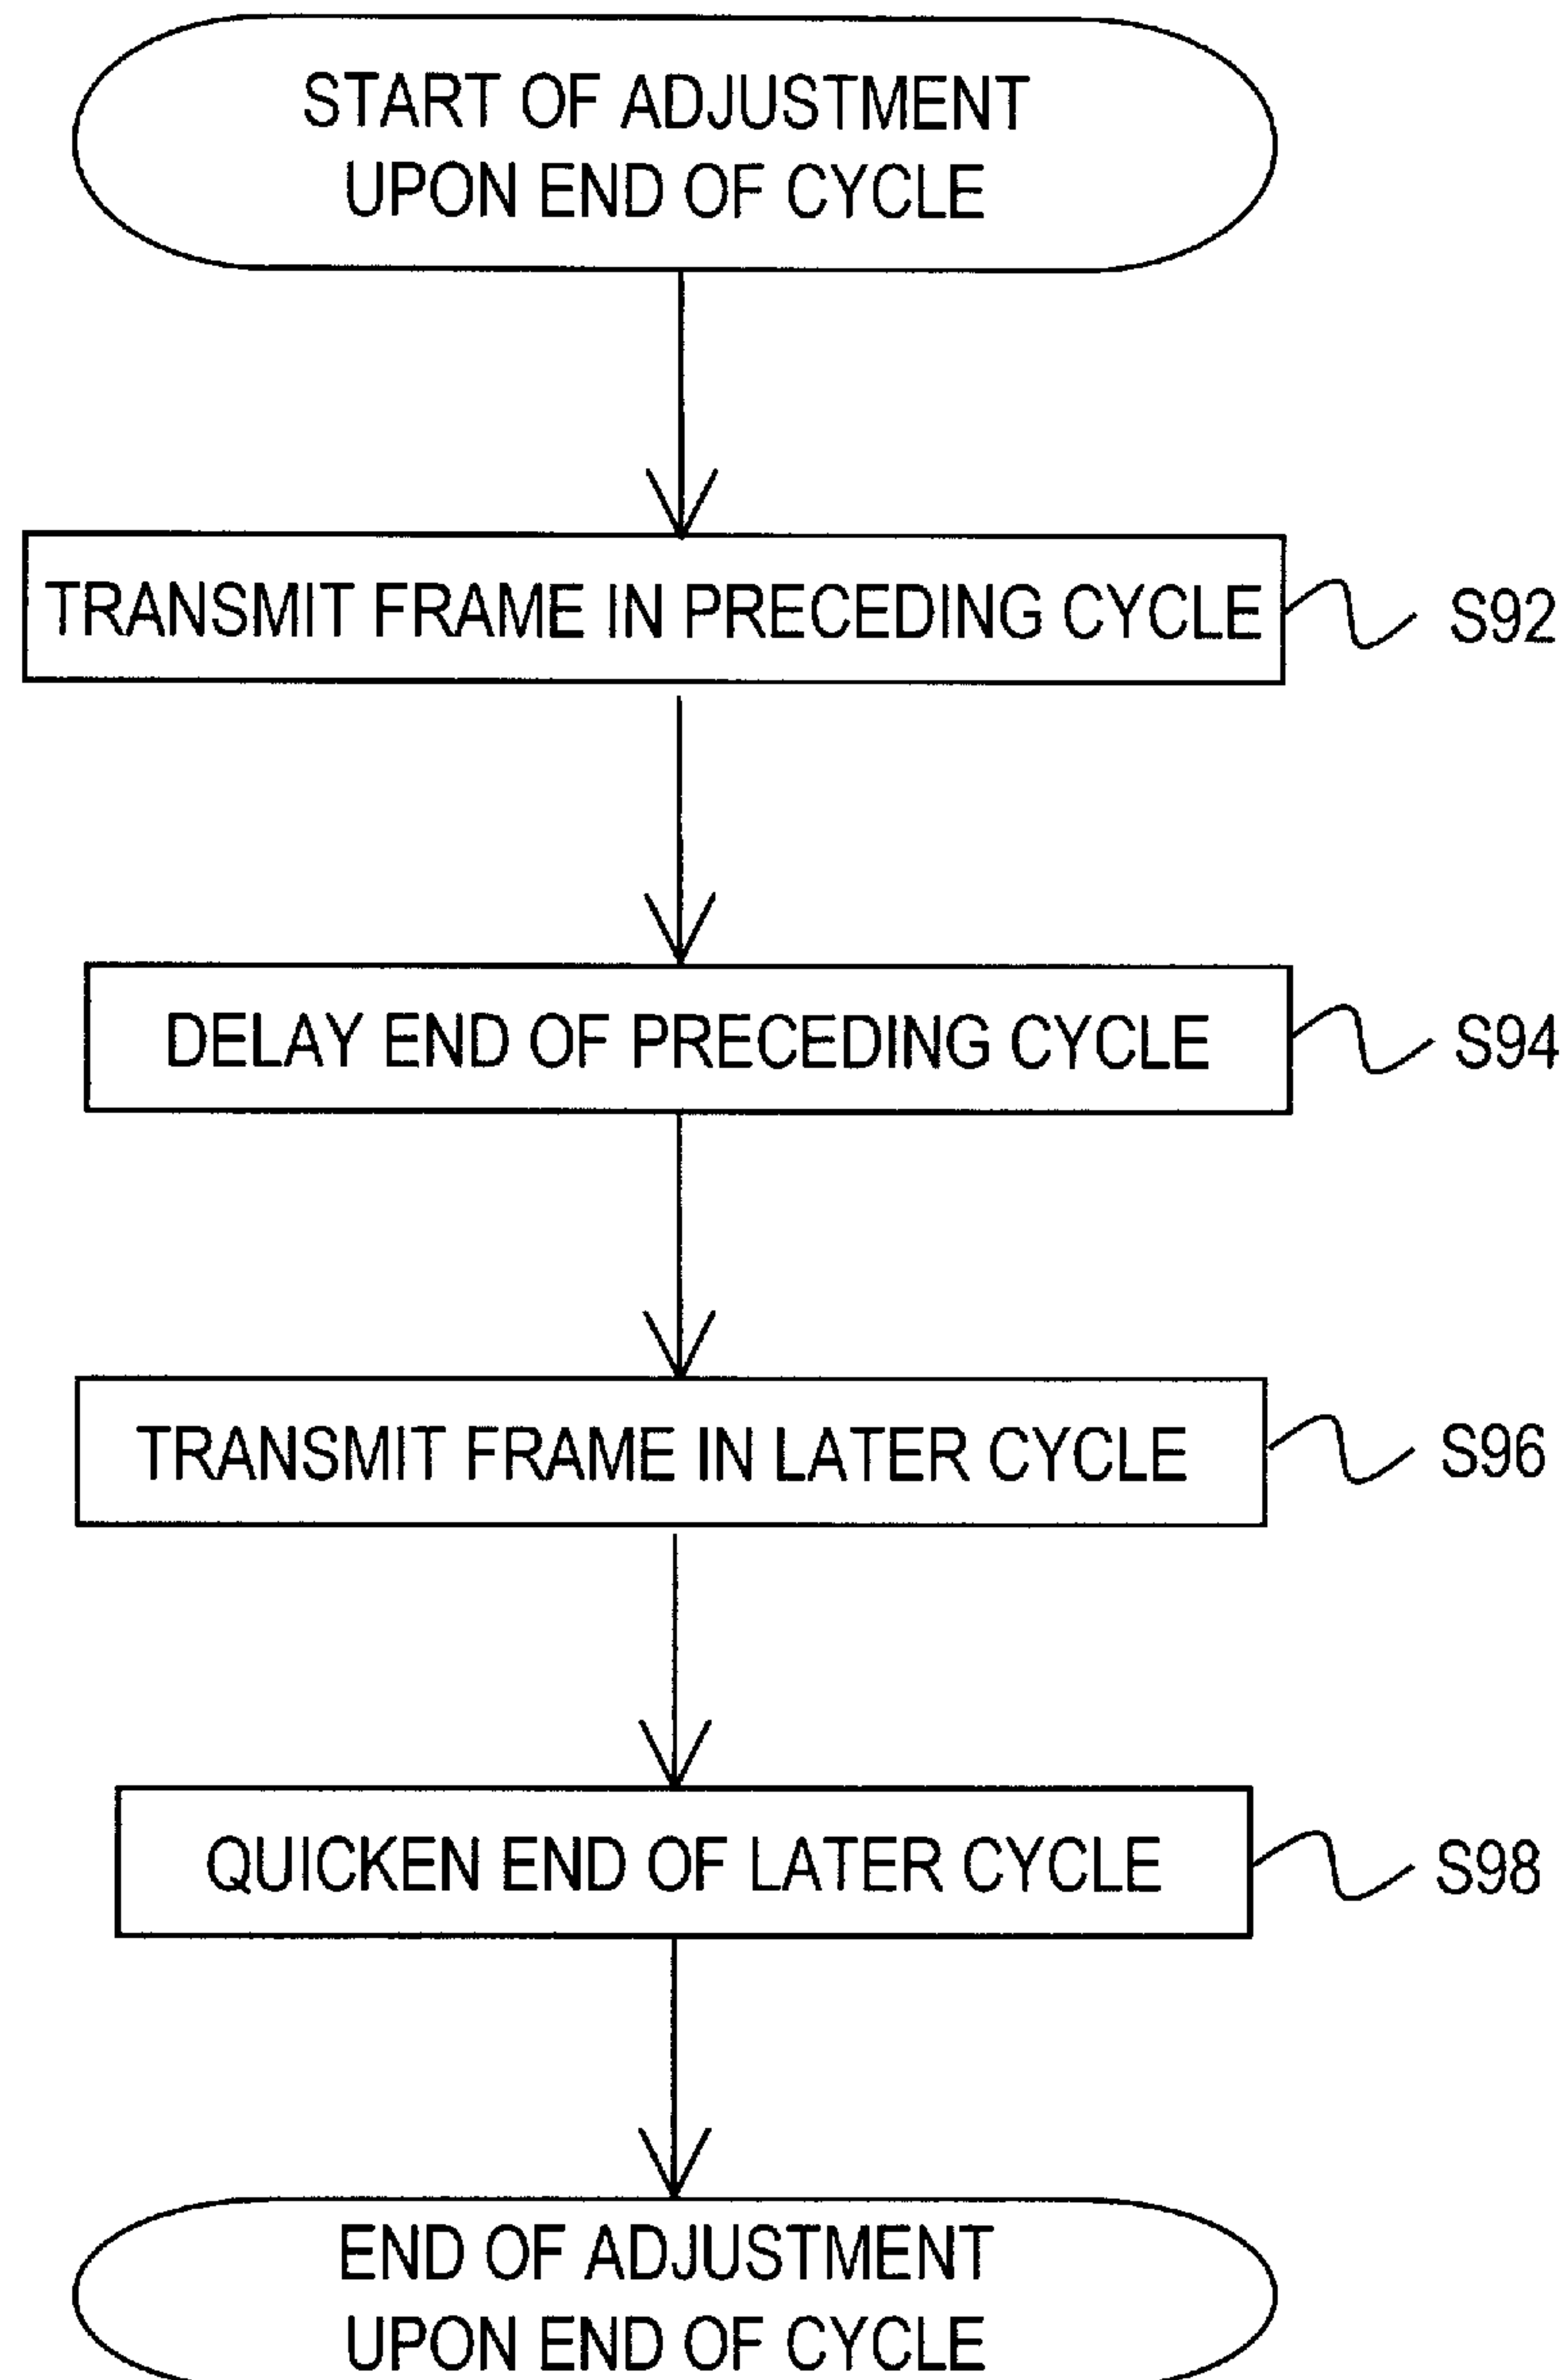 START OF ADJUSTMENT
UPON END OF CYCLE
TRANSMIT FRAME IN PRECEDING CYCLE
S92
DELAY END OF PRECEDING CYCLE
S94
TRANSMIT FRAME IN LATER CYCLE
S96
QUICKEN END OF LATER CYCLE
S98
END OF ADJUSTMENT
UPON END OF CYCLE